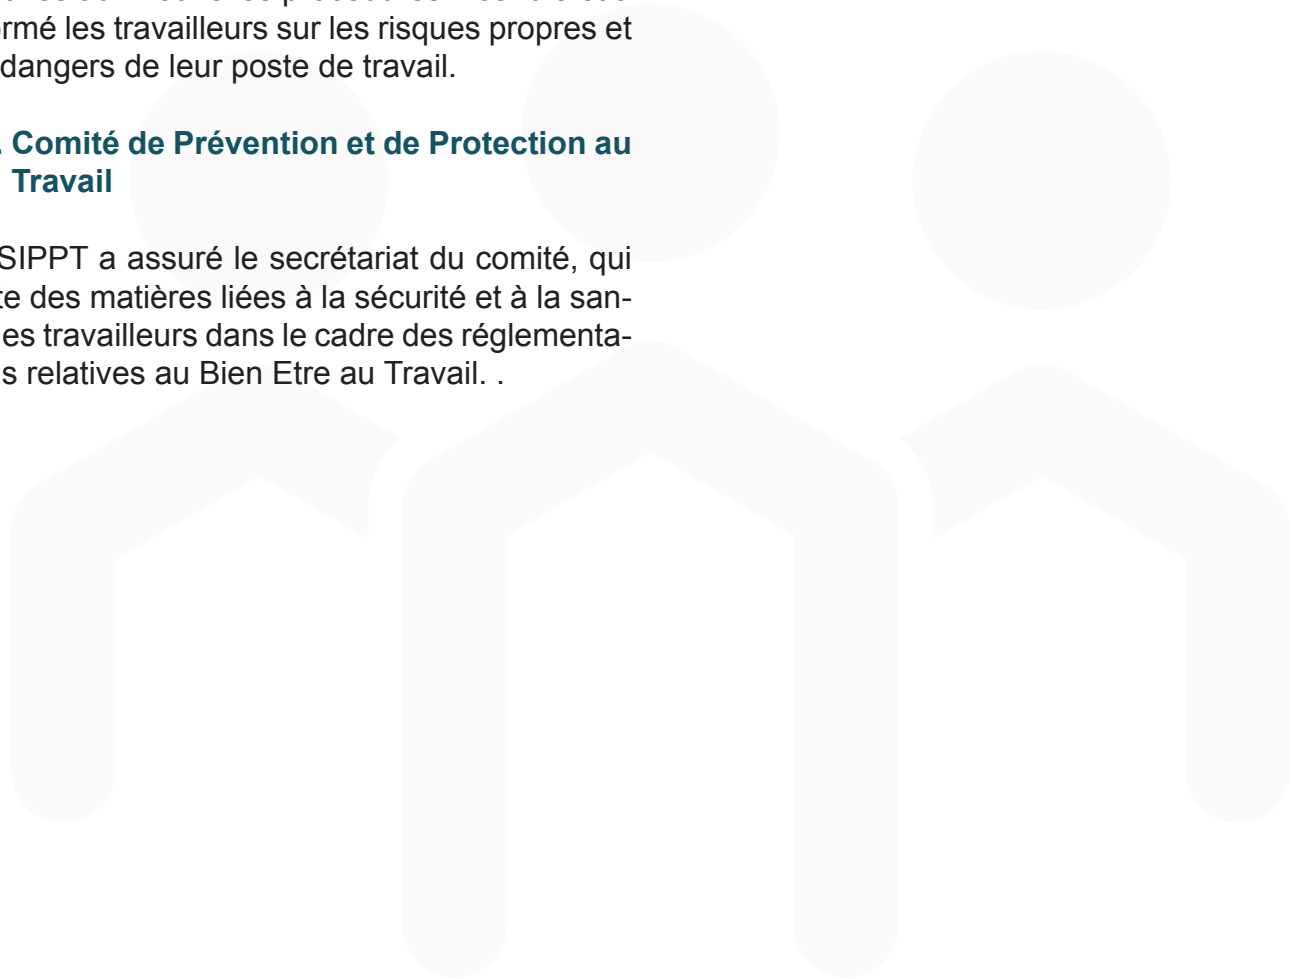 ormé les travailleurs sur les risques propres et
dangers de leur poste de travail.
. Comité de Prévention et de Protection au
Travail
SIPPT a assuré le secrétariat du comité, qui
te des matières liées à la sécurité et à la san-
es travailleurs dans le cadre des réglementa-
s relatives au Bien Etre au Travail. .